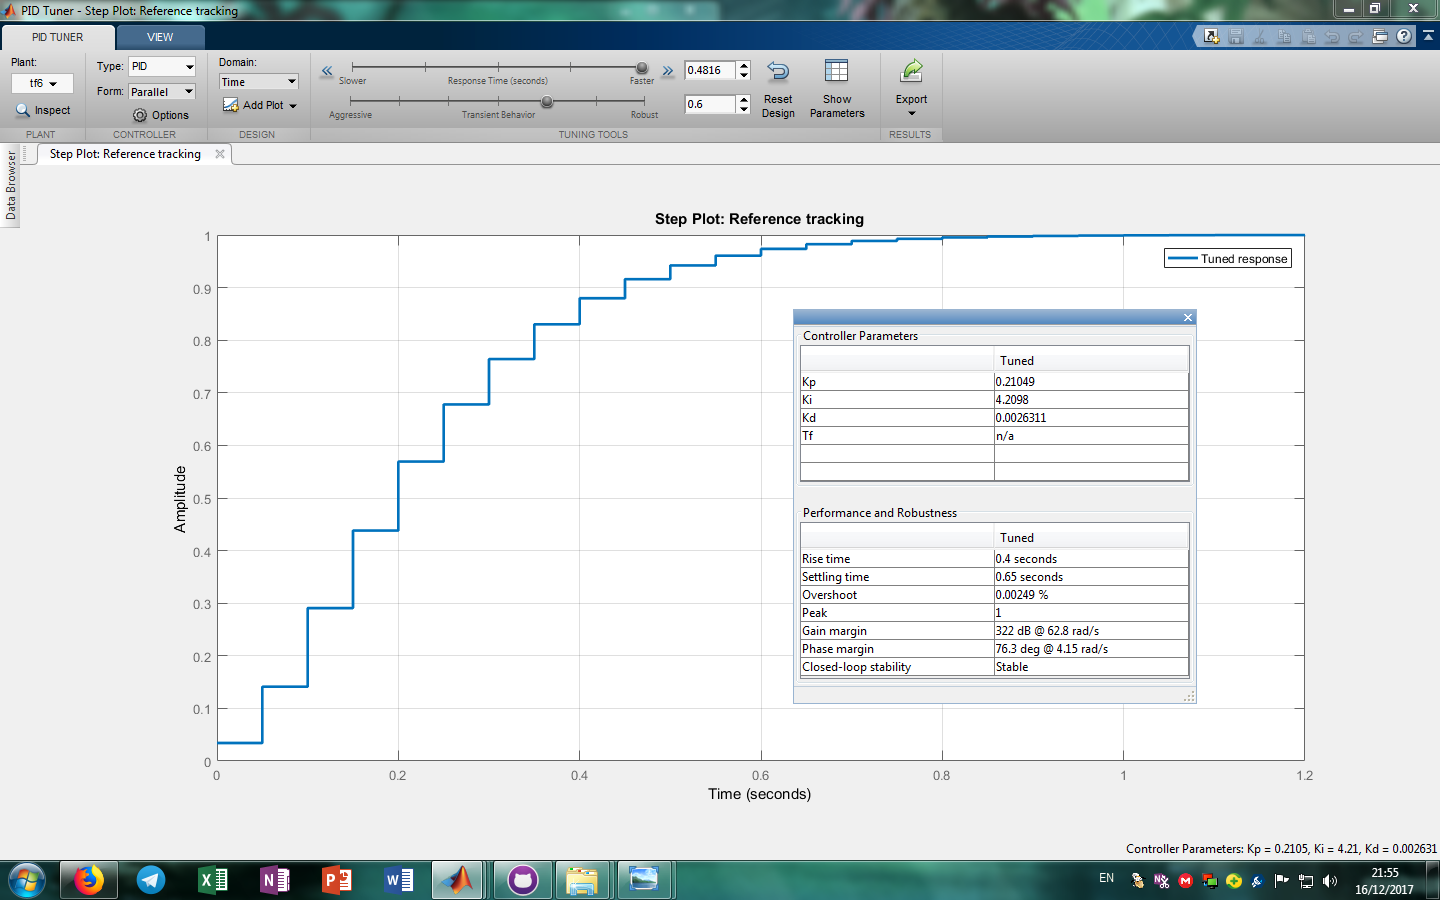 PID Tuner - Step Plot: Reference tracking
PID TUNER
VIEW
Plant:
tf6
Inspect
PLANT
Type: PID
Form: Parallel
Options
CONTROLLER
Domain:
Time
Add Plot
DESIGN
Slower
Response Time (seconds)
Faster
0.4816
Aggressive
Transient Behavior
Robust
0.6
TUNING TOOLS
Reset
Design
Show
Parameters
Export
RESULTS
Data Browser
Step Plot: Reference tracking
Step Plot: Reference tracking
Tuned response
Amplitude
1
0.9
0.8
0.7
0.6
0.5
0.4
0.3
0.2
0.1
0
0 0.2 0.4 0.6 0.8 1 1.2
Time (seconds)
Controller Parameters
Tuned
Kp 0.21049
Ki 4.2098
Kd 0.0026311
Tf n/a
Performance and Robustness
Tuned
Rise time 0.4 seconds
Settling time 0.65 seconds
Overshoot 0.00249 %
Peak 1
Gain margin 322 dB @ 62.8 rad/s
Phase margin 76.3 deg @ 4.15 rad/s
Closed-loop stability Stable
Controller Parameters: Kp = 0.2105, Ki = 4.21, Kd = 0.002631
EN
21:55
16/12/2017